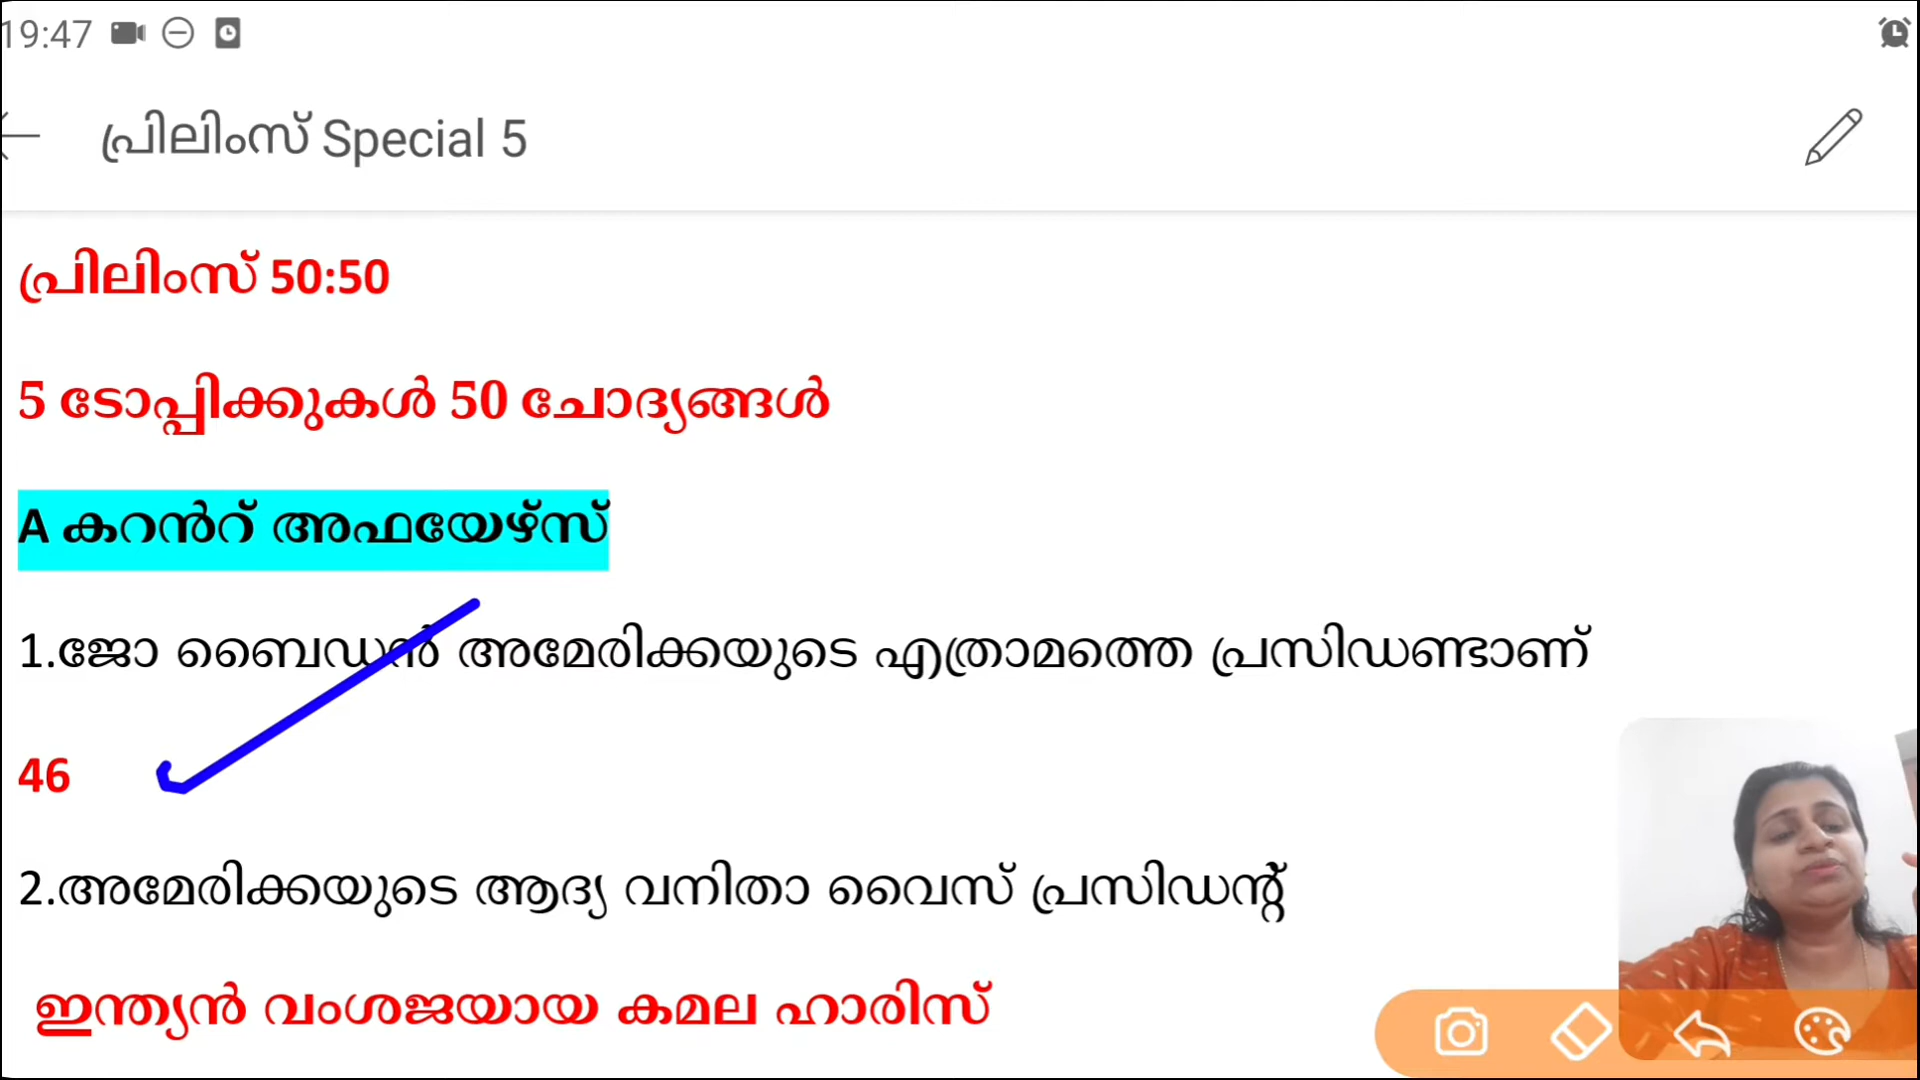 19:47
പ്രിലിംസ് Special 5
പ്രിലിംസ് 50:50
5 ടോപ്പിക്കുകൾ 50 ചോദ്യങ്ങൾ
A കറൻറ് അഫയേഴ്സ്
1.ജോ ബൈഡൻ അമേരിക്കയുടെ എത്രാമത്തെ പ്രസിഡണ്ടാണ്
46
2.അമേരിക്കയുടെ ആദ്യ വനിതാ വൈസ് പ്രസിഡന്റ്
ഇന്ത്യൻ വംശജയായ കമല ഹാരിസ്